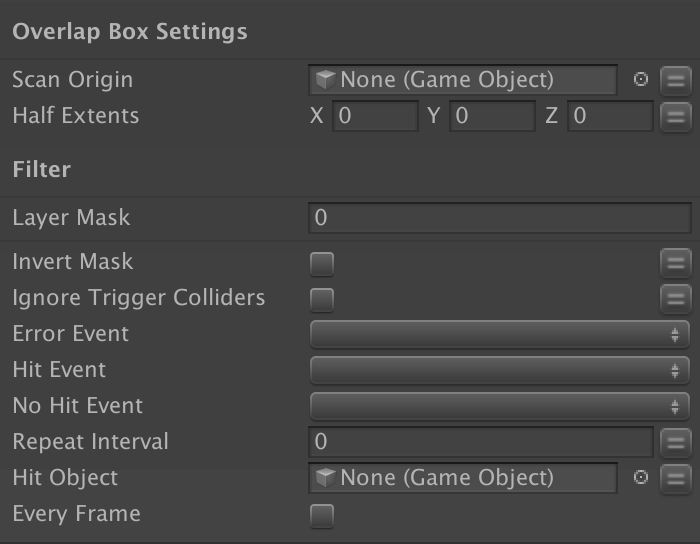 Overlap Box Settings
Scan Origin None (Game Object)
Half Extents X 0 Y 0 Z 0
Filter
Layer Mask 0
Invert Mask
Ignore Trigger Colliders
Error Event
Hit Event
No Hit Event
Repeat Interval 0
Hit Object None (Game Object)
Every Frame